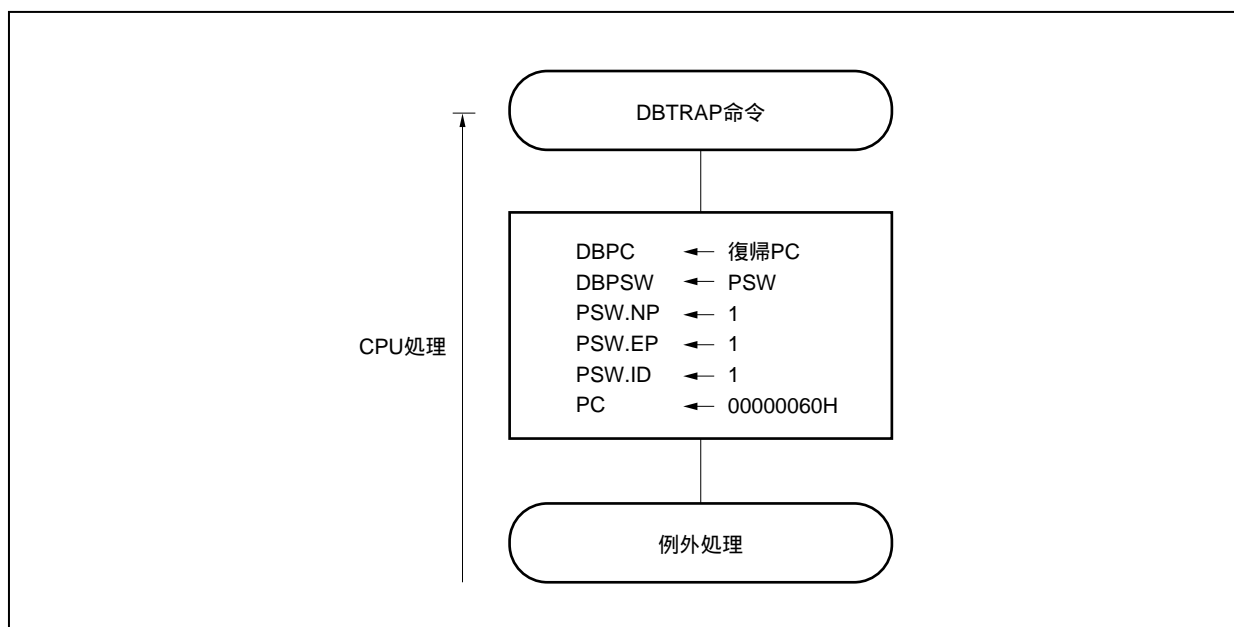 DBTRAP命令
DBPC ← 復帰PC
DBPSW ← PSW
PSW.NP ← 1
PSW.EP ← 1
PSW.ID ← 1
PC ← 00000060H
CPU処理
例外処理